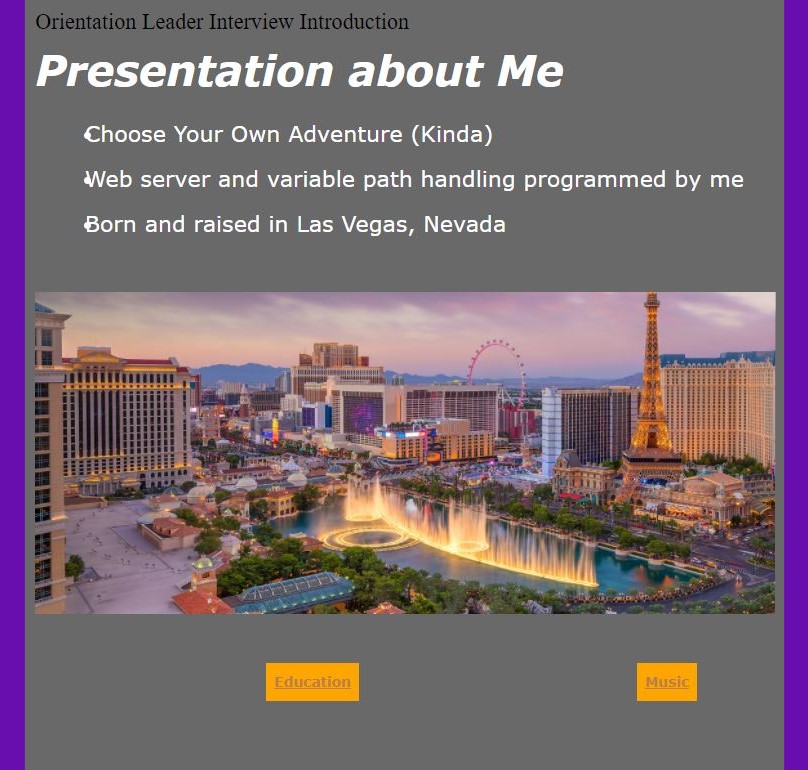 Orientation Leader Interview Introduction
Presentation about Me
Choose Your Own Adventure (Kinda)
Web server and variable path handling programmed by me
Born and raised in Las Vegas, Nevada
Education
Music